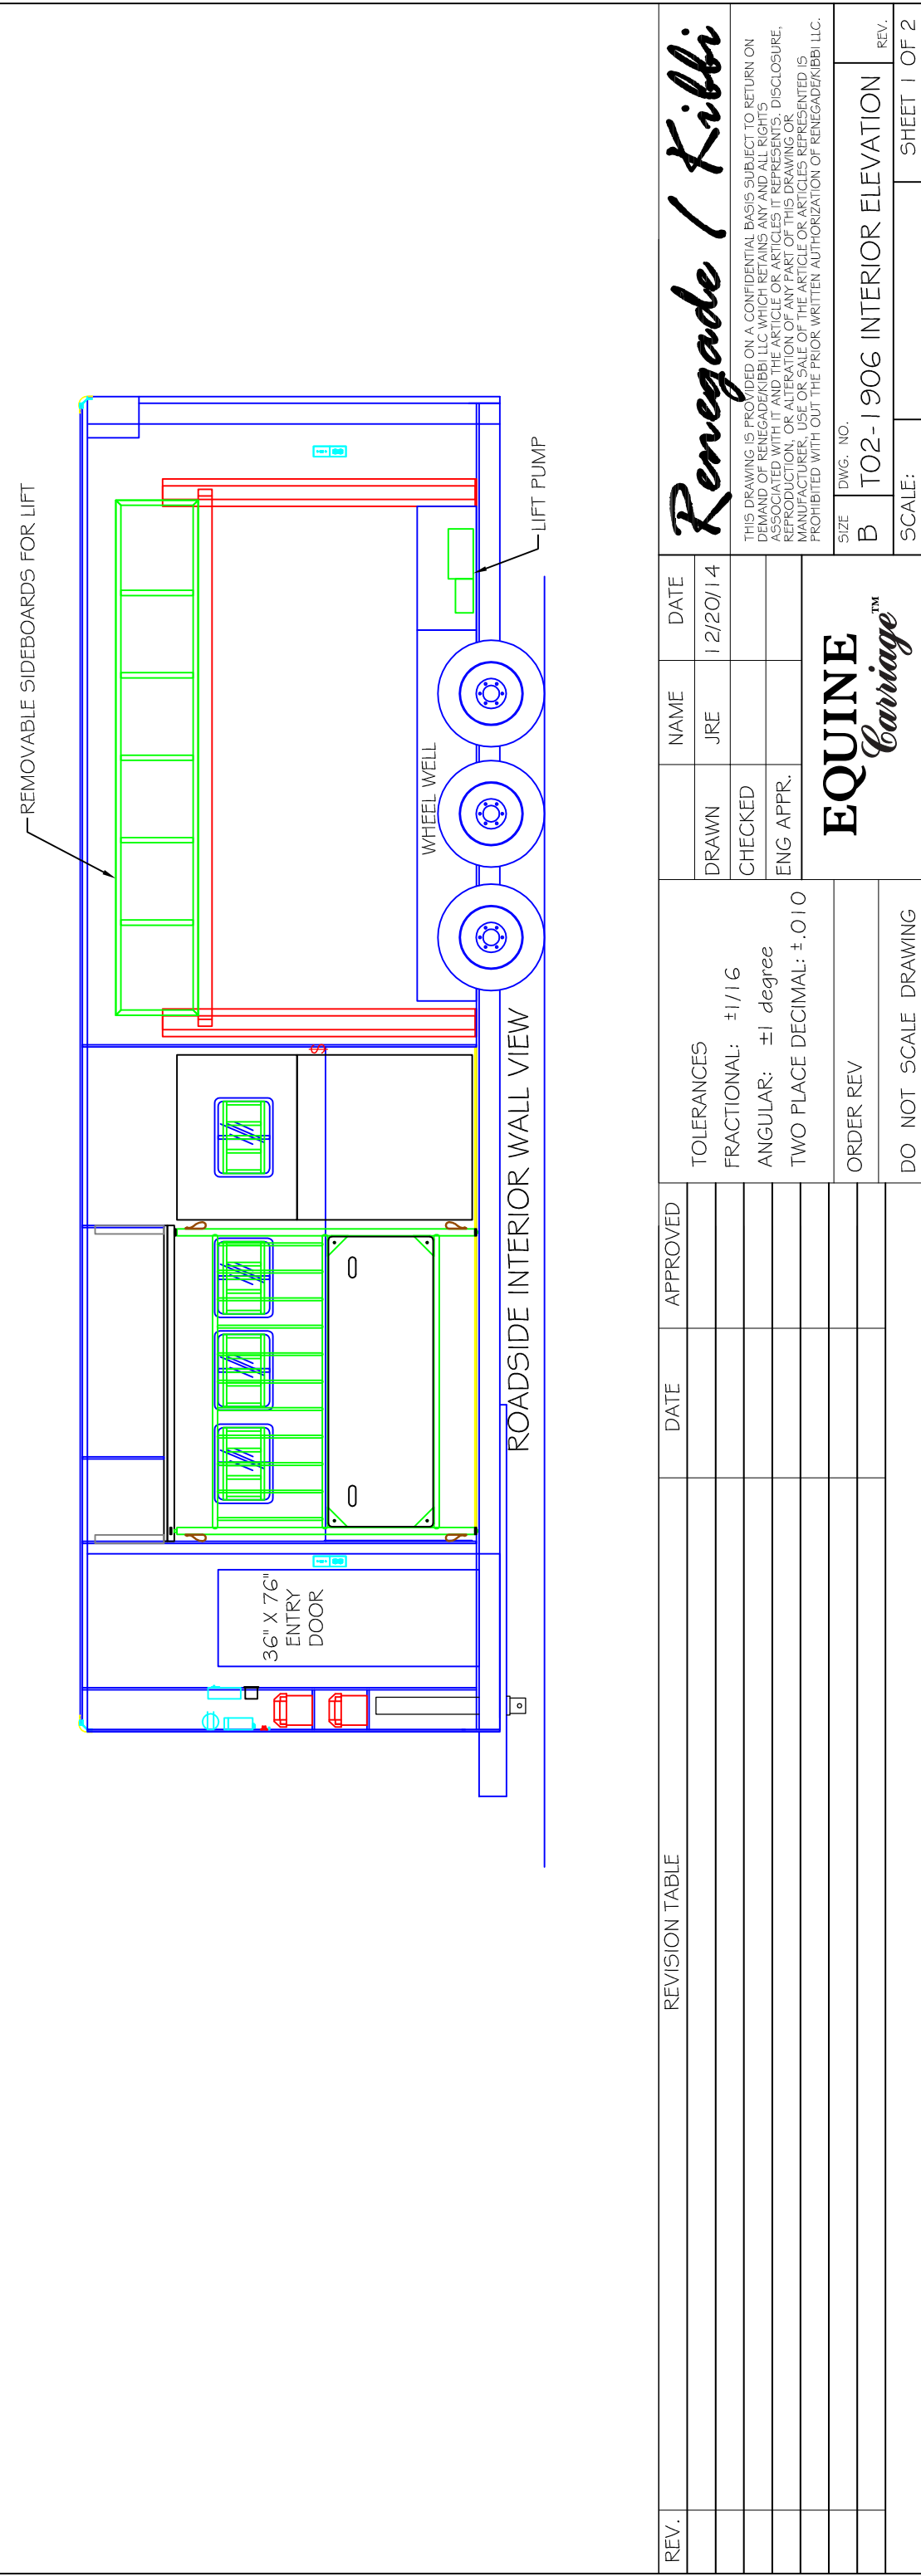 REMOVABLE SIDEBOARDS FOR LIFT
36" X 76"
ENTRY
DOOR
$
WHEEL WELL
LIFT PUMP
ROADSIDE INTERIOR WALL VIEW
REVISION TABLE
REV.
DATE
APPROVED
TOLERANCES
FRACTIONAL: ±1/16
ANGULAR: ±1 degree
TWO PLACE DECIMAL: ±.010
ORDER REV
DO NOT SCALE DRAWING
NAME
DATE
DRAWN
JRE
12/20/14
CHECKED
ENG APPR.
EQUINE
Carriage™
Renegade / Kibbi
THIS DRAWING IS PROVIDED ON A CONFIDENTIAL BASIS SUBJECT TO RETURN ON
DEMAND OF RENEGADE/KIBBI LLC WHICH RETAINS ANY AND ALL RIGHTS
ASSOCIATED WITH IT AND THE ARTICLE OR ARTICLES IT REPRESENTS. DISCLOSURE,
REPRODUCTION, OR ALTERATION OF ANY PART OF THIS DRAWING OR
MANUFACTURER, USE OR SALE OF THE ARTICLE OR ARTICLES REPRESENTED IS
PROHIBITED WITH OUT THE PRIOR WRITTEN AUTHORIZATION OF RENEGADE/KIBBI LLC.
SIZE
B
DWG. NO.
T02-1906 INTERIOR ELEVATION
REV.
SCALE:
SHEET 1 OF 2